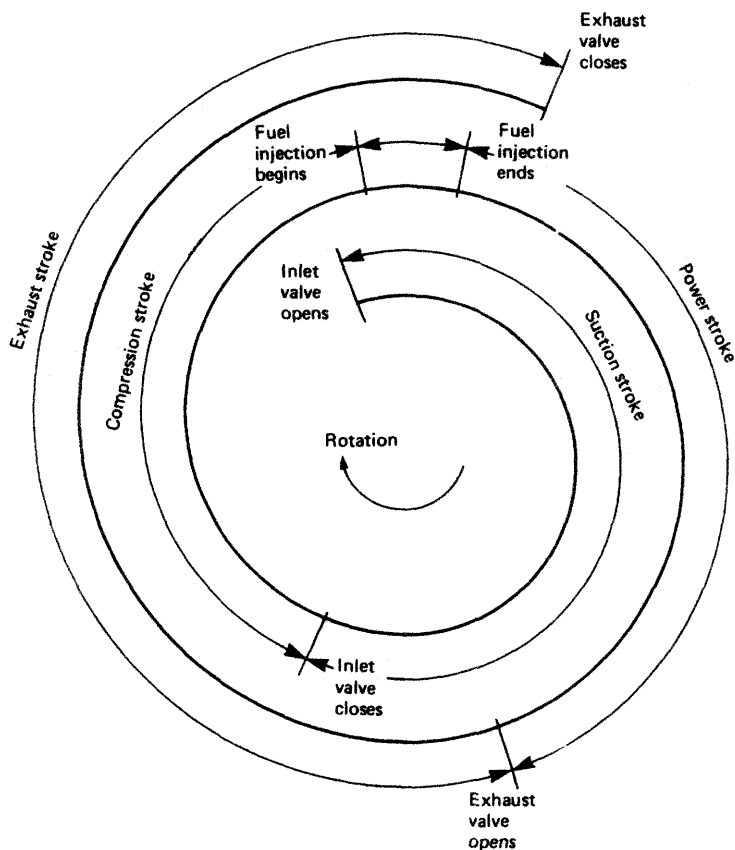 Exhaust
valve
closes
Fuel
injection
begins
Fuel
injection
ends
Inlet
valve
opens
Exhaust stroke
Compression stroke
Suction stroke
Power stroke
Rotation
Inlet
valve
closes
Exhaust
valve
opens